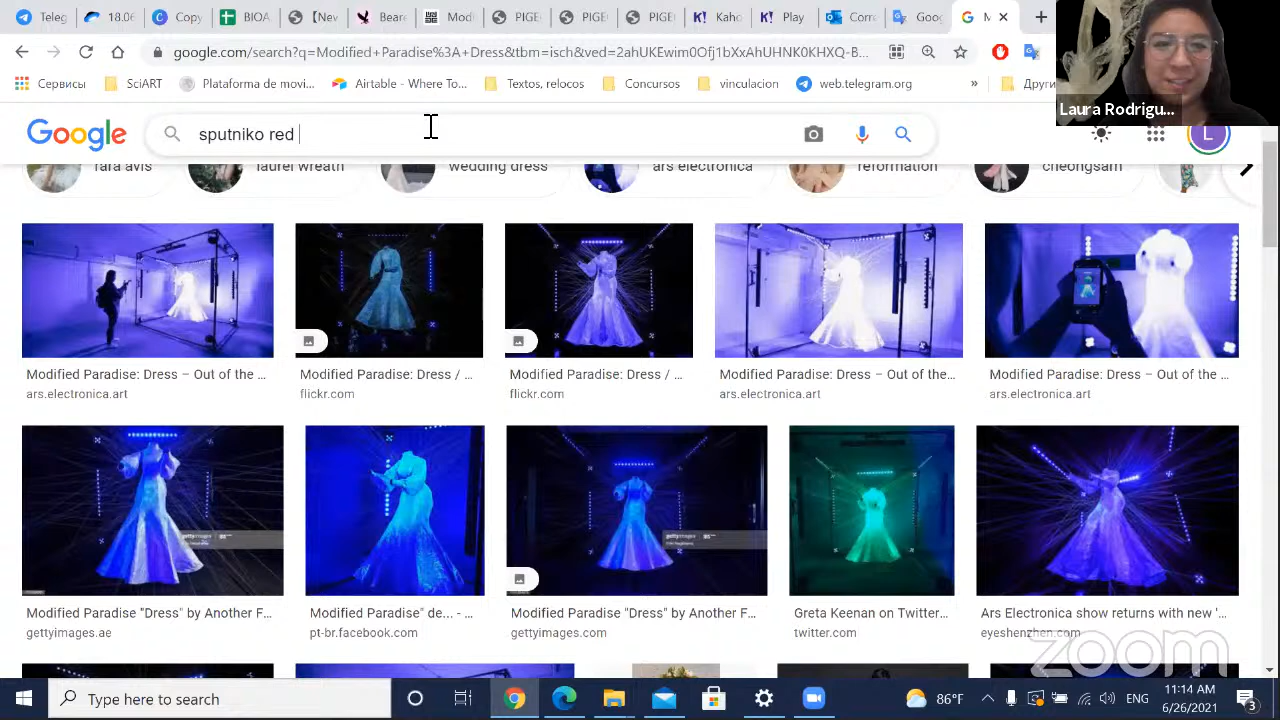 Teleg
18.06
[Nev
Bear
Modi
PIGE
PIGE
PIGE
Kahi
Play
Corre
Goog
M
google.com/search?q=Modified+Paradise%3A+Dress&tbm=isch&ved=2ahUKEwim0Ofj1bXxAhUHNK0KHXQ-B...
Сервисы
SciART
Plataforma de movi...
Airtable - Where To...
Textos, relocos
Concursos
vinculacion
web.telegram.org
»
Други
Laura Rodrigu...
Google
sputniko red
L
rara avis
laurel wreath
wedding dress
ars electronica
reformation
cheongsam
Modified Paradise: Dress – Out of the ...
ars.electronica.art
Modified Paradise: Dress / ...
flickr.com
Modified Paradise: Dress / ...
flickr.com
Modified Paradise: Dress – Out of the...
ars.electronica.art
Modified Paradise: Dress – Out of the ...
ars.electronica.art
gettyimages
gettyimages
Modified Paradise "Dress" by Another F...
gettyimages.ae
Modified Paradise" de... - ...
pt-br.facebook.com
Modified Paradise "Dress" by Another F...
gettyimages.com
Greta Keenan on Twitter...
twitter.com
Ars Electronica show returns with new '...
eyeshenzhen.com
zoom
Type here to search
86°F
ENG
11:14 AM
6/26/2021
3